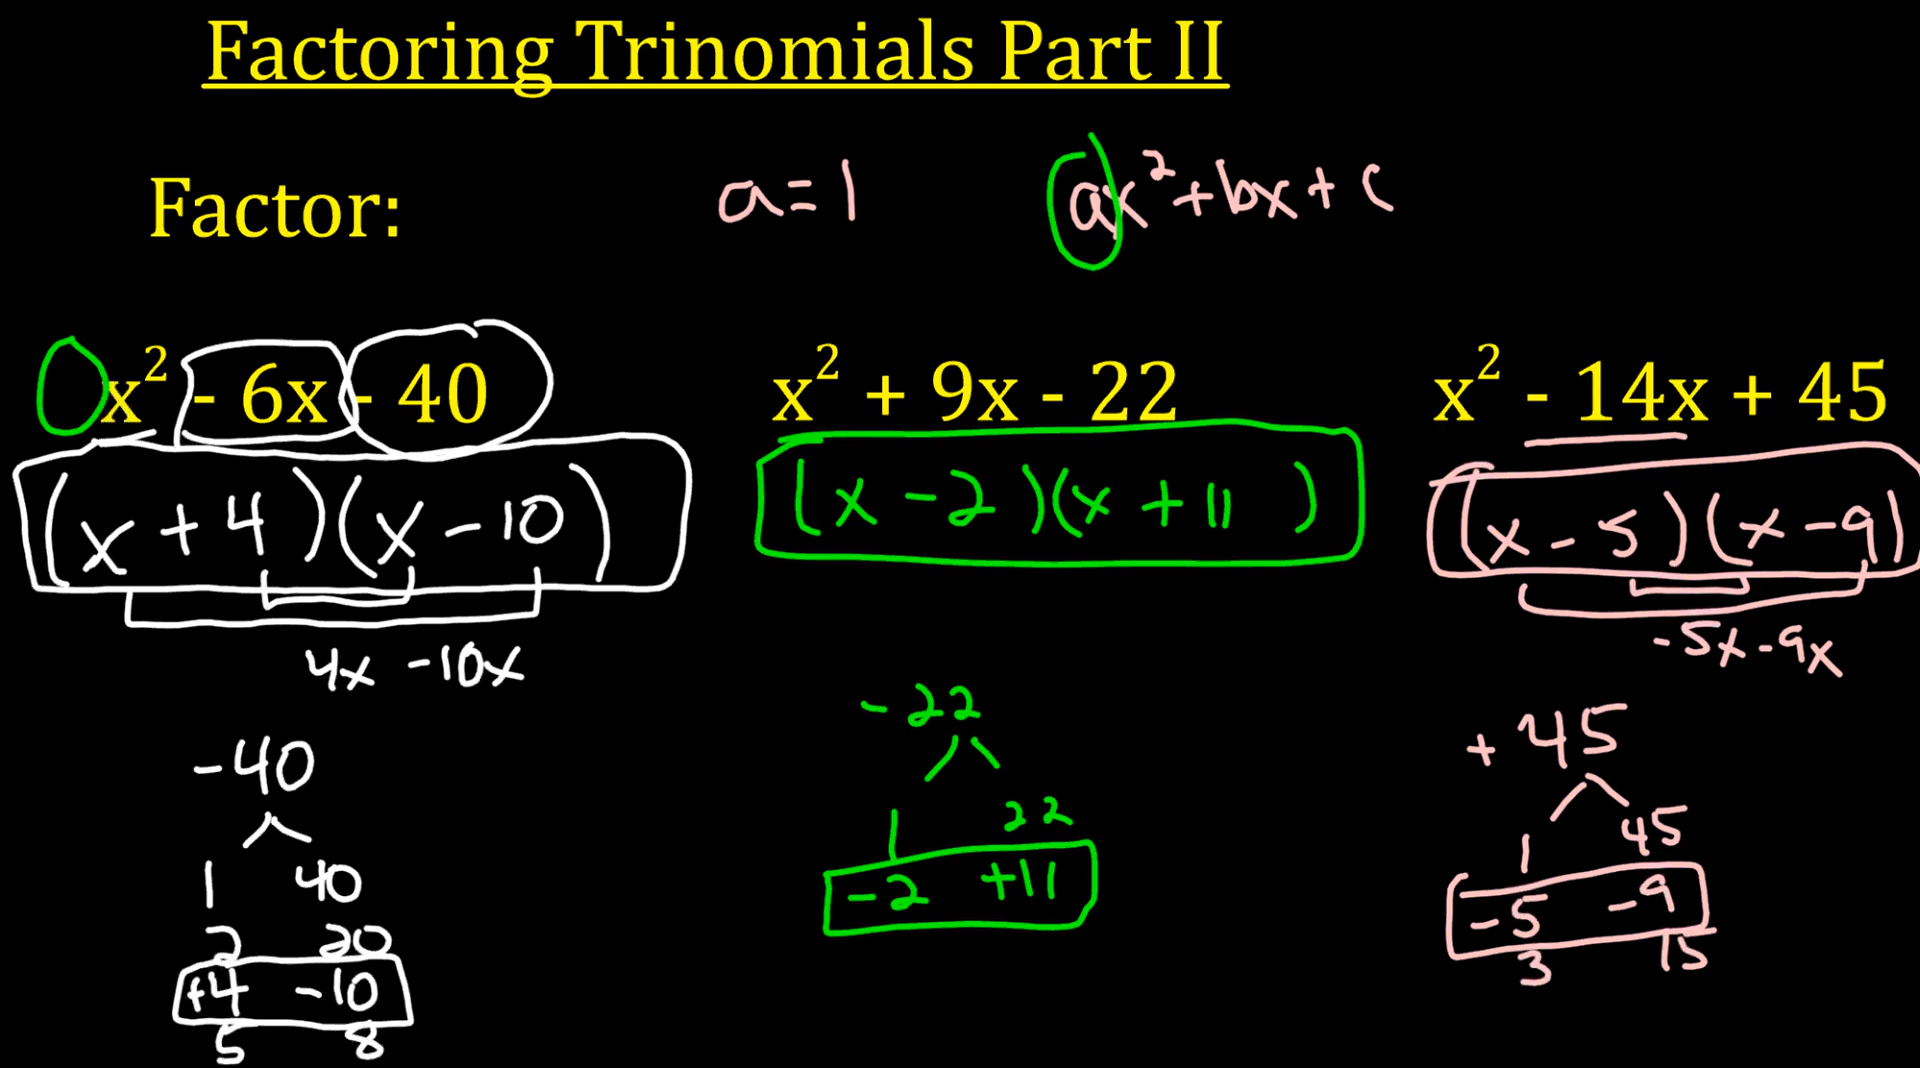 Factoring Trinomials Part II
Factor:
a = 1
ax² + bx + c
x² - 6x - 40
(x + 4)(x - 10)
4x - 10x
-40
1 40
2 20
+4 -10
5 8
x² + 9x - 22
(x - 2)(x + 11)
-22
1 22
-2 +11
x² - 14x + 45
(x - 5)(x - 9)
-5x - 9x
+45
1 45
-5 -9
3 15